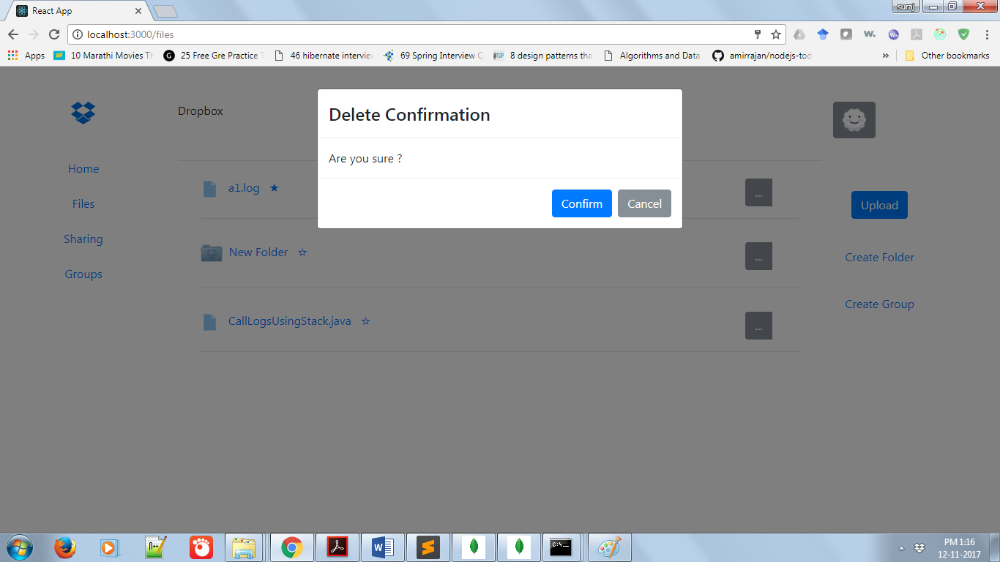 React App
suraj
localhost:3000/files
Apps
10 Marathi Movies Th
25 Free Gre Practice T
46 hibernate interview
69 Spring Interview Q
8 design patterns tha
Algorithms and Data
amirrajan/nodejs-tod
»
Other bookmarks
Dropbox
Delete Confirmation
Are you sure ?
Confirm
Cancel
Home
Files
Sharing
Groups
a1.log ★
...
New Folder ☆
...
CallLogsUsingStack.java ☆
...
Upload
Create Folder
Create Group
PM 1:16
12-11-2017